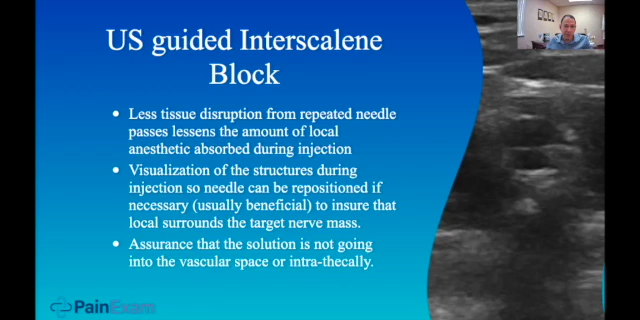 US guided Interscalene
Block
• Less tissue disruption from repeated needle
passes lessens the amount of local
anesthetic absorbed during injection
• Visualization of the structures during
injection so needle can be repositioned if
necessary (usually beneficial) to insure that
local surrounds the target nerve mass.
• Assurance that the solution is not going
into the vascular space or intra-thecally.
PainExam